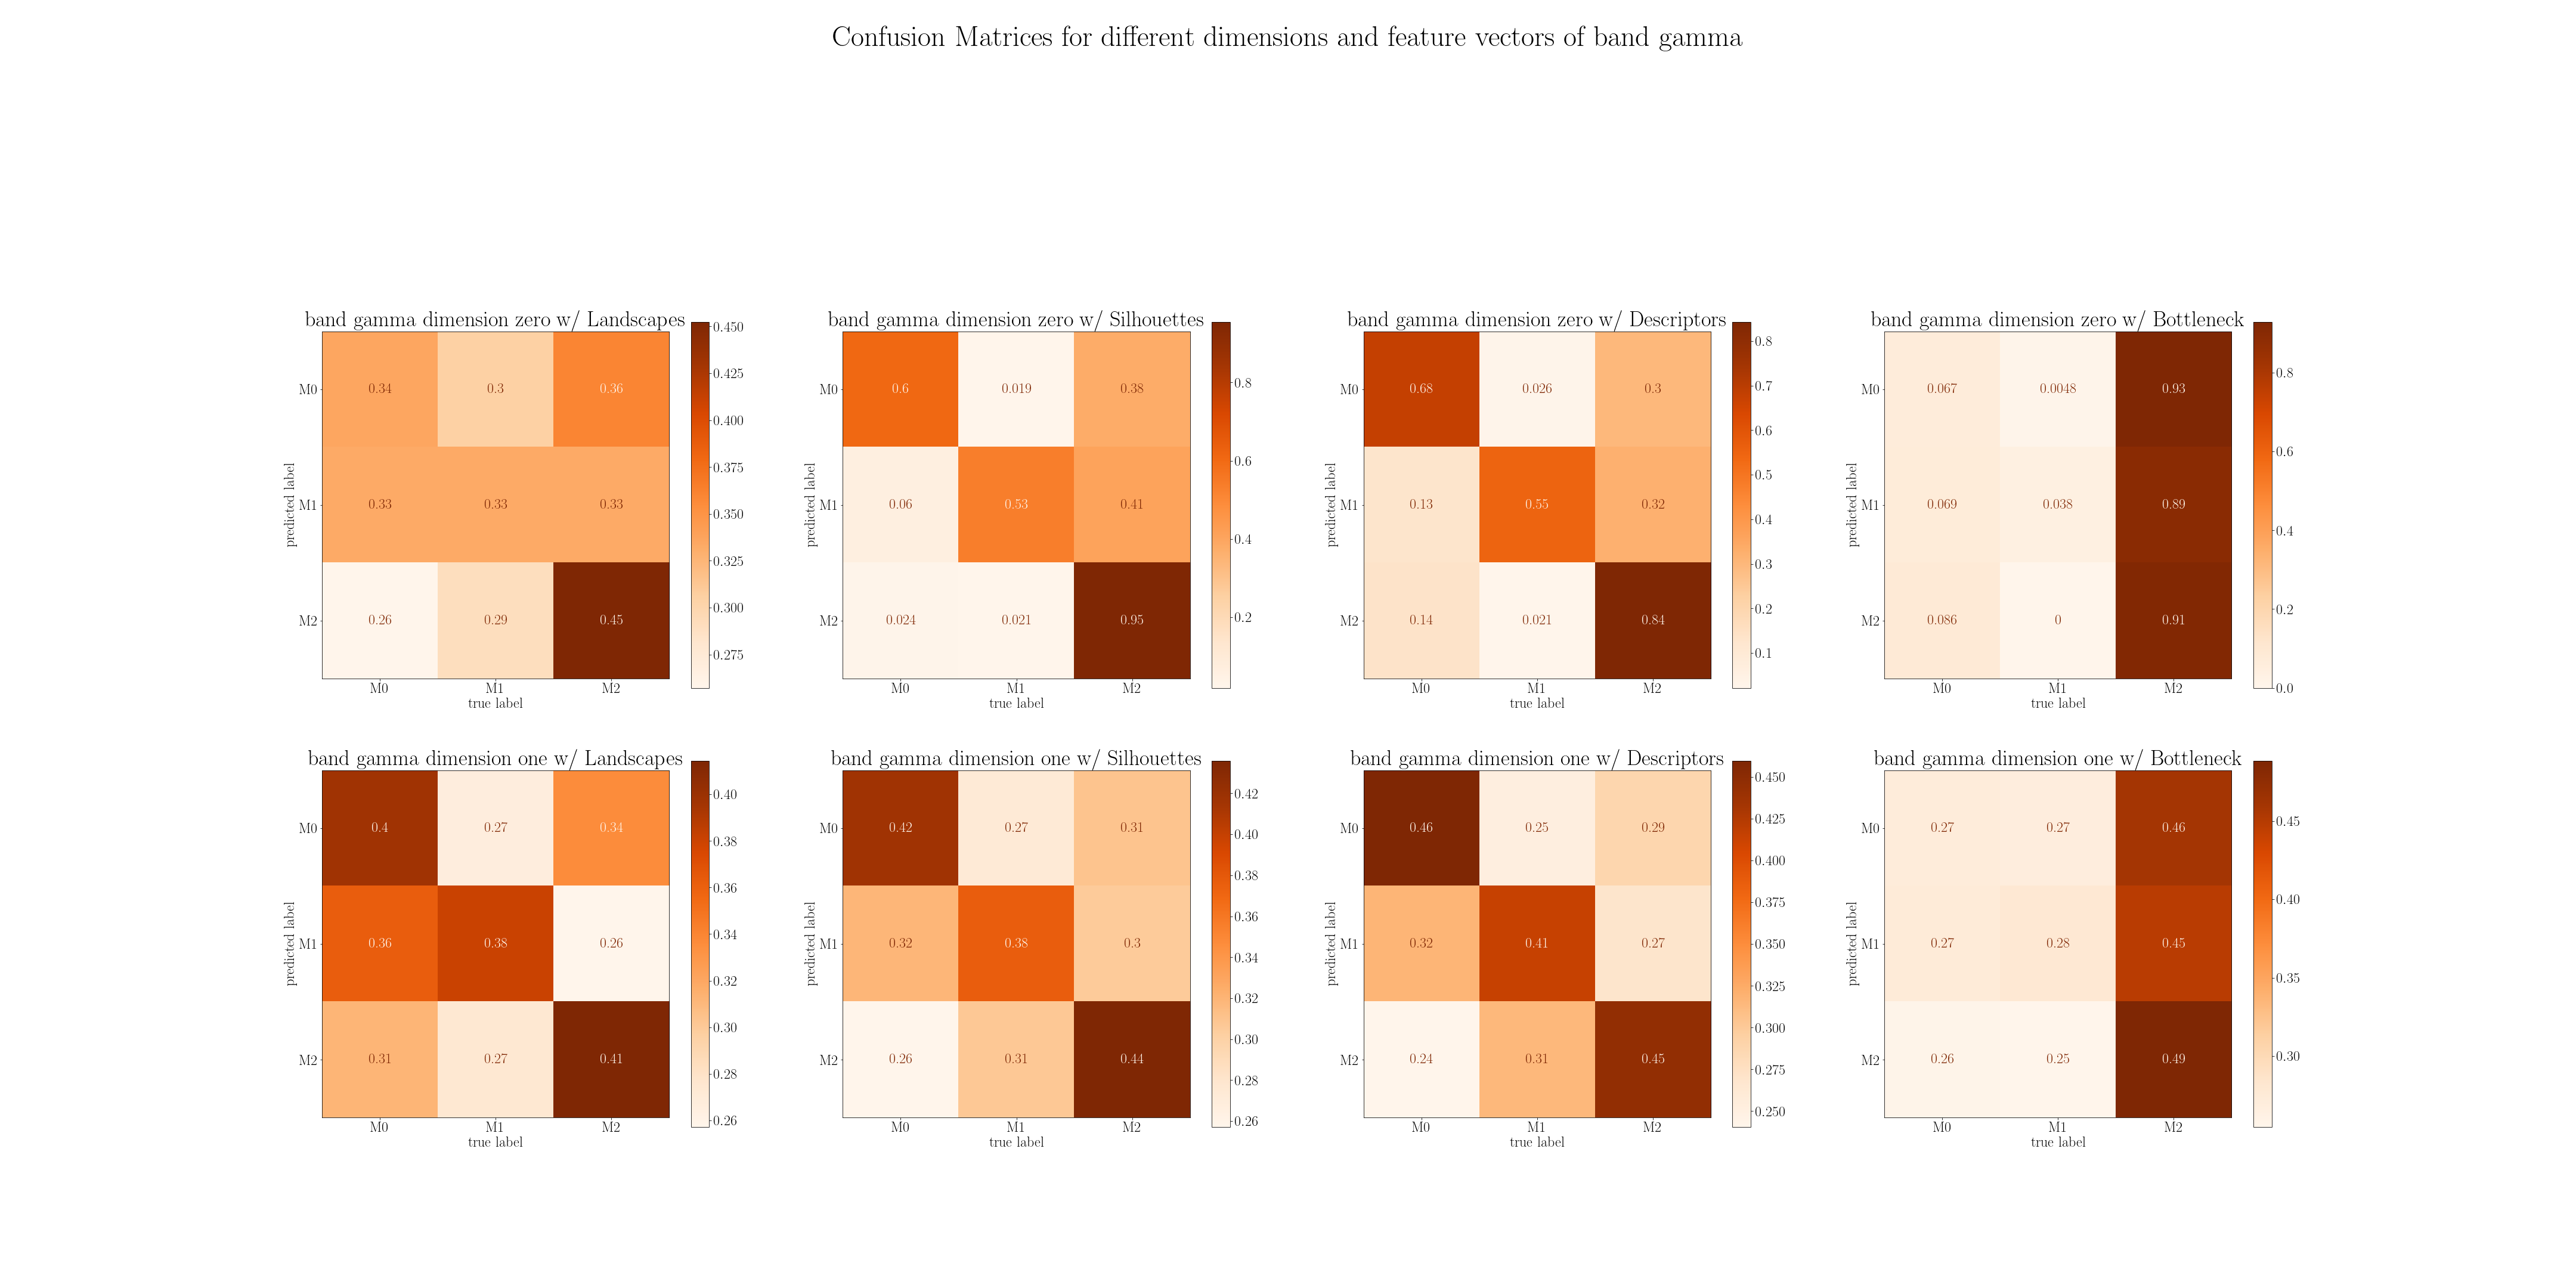 Confusion Matrices for different dimensions and feature vectors of band gamma
band gamma dimension zero w/ Landscapes
M0 0.34 0.3 0.36
M1 0.33 0.33 0.33
M2 0.26 0.29 0.45
M0 M1 M2
true label
predicted label
0.450
0.425
0.400
0.375
0.350
0.325
0.300
0.275
band gamma dimension zero w/ Silhouettes
M0 0.6 0.019 0.38
M1 0.06 0.53 0.41
M2 0.024 0.021 0.95
M0 M1 M2
true label
predicted label
0.8
0.6
0.4
0.2
band gamma dimension zero w/ Descriptors
M0 0.68 0.026 0.3
M1 0.13 0.55 0.32
M2 0.14 0.021 0.84
M0 M1 M2
true label
predicted label
0.8
0.7
0.6
0.5
0.4
0.3
0.2
0.1
band gamma dimension zero w/ Bottleneck
M0 0.067 0.0048 0.93
M1 0.069 0.038 0.89
M2 0.086 0 0.91
M0 M1 M2
true label
predicted label
0.8
0.6
0.4
0.2
0.0
band gamma dimension one w/ Landscapes
M0 0.4 0.27 0.34
M1 0.36 0.38 0.26
M2 0.31 0.27 0.41
M0 M1 M2
true label
predicted label
0.40
0.38
0.36
0.34
0.32
0.30
0.28
0.26
band gamma dimension one w/ Silhouettes
M0 0.42 0.27 0.31
M1 0.32 0.38 0.3
M2 0.26 0.31 0.44
M0 M1 M2
true label
predicted label
0.42
0.40
0.38
0.36
0.34
0.32
0.30
0.28
0.26
band gamma dimension one w/ Descriptors
M0 0.46 0.25 0.29
M1 0.32 0.41 0.27
M2 0.24 0.31 0.45
M0 M1 M2
true label
predicted label
0.450
0.425
0.400
0.375
0.350
0.325
0.300
0.275
0.250
band gamma dimension one w/ Bottleneck
M0 0.27 0.27 0.46
M1 0.27 0.28 0.45
M2 0.26 0.25 0.49
M0 M1 M2
true label
predicted label
0.45
0.40
0.35
0.30